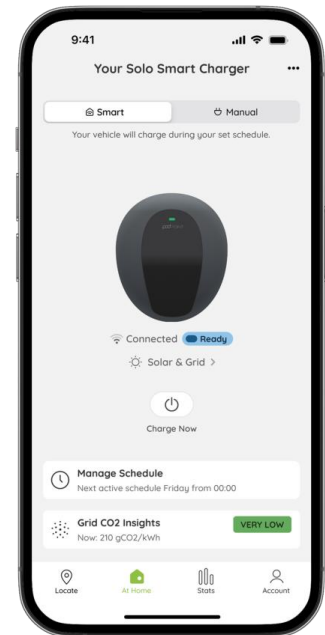 9:41
Your Solo Smart Charger
Smart
Manual
Your vehicle will charge during your set schedule.
Connected
Ready
Solar & Grid >
Charge Now
Manage Schedule
Next active schedule Friday from 00:00
Grid CO2 Insights
Now: 210 gCO2/kWh
VERY LOW
Locate
At Home
Stats
Account